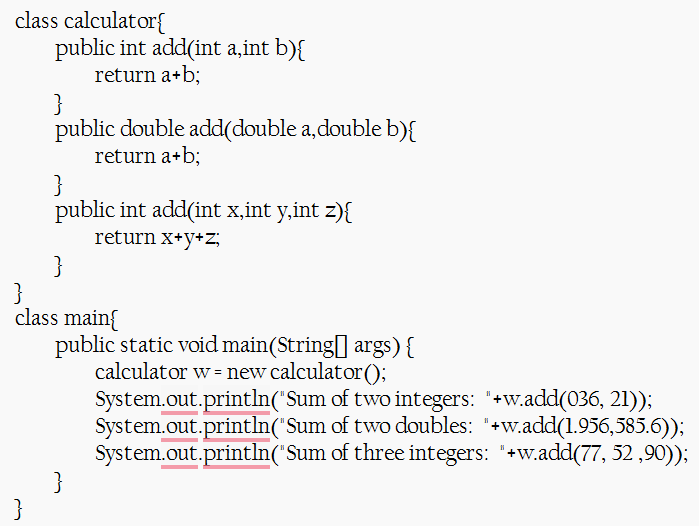 class calculator{
public int add(int a,int b){
return a+b;
}
public double add(double a,double b){
return a+b;
}
public int add(int x,int y,int z){
return x+y+z;
}
}
class main{
public static void main(String[] args) {
calculator w = new calculator();
System.out.println("Sum of two integers:  "+w.add(036, 21));
System.out.println("Sum of two doubles:  "+w.add(1.956,585.6));
System.out.println("Sum of three integers:  "+w.add(77, 52 ,90));
}
}